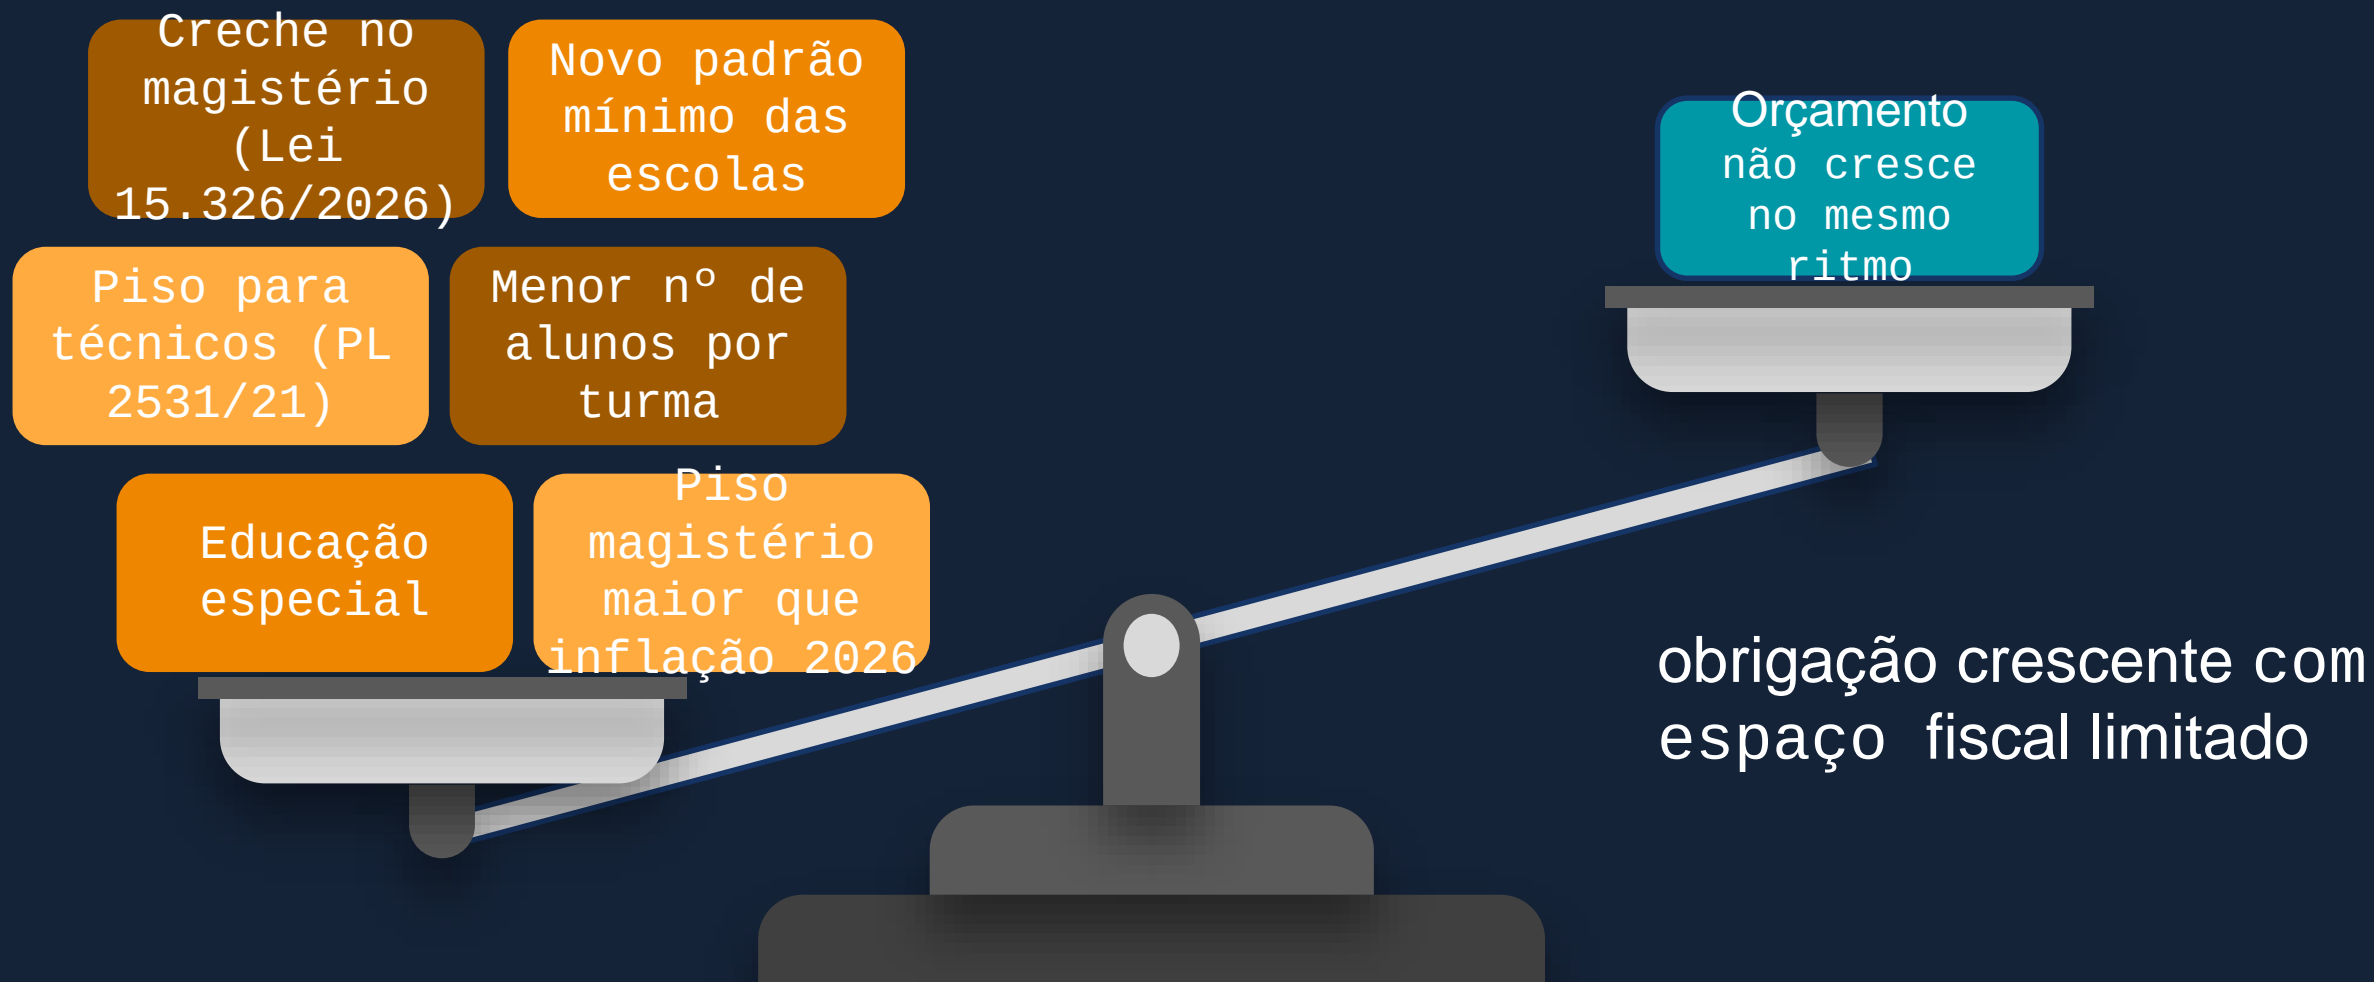 Creche no
magistério
(Lei
15.326/2026)
Novo padrão
mínimo das
escolas
Orçamento
não cresce
no mesmo
ritmo
Piso para
técnicos (PL
2531/21)
Menor nº de
alunos por
turma
Educação
especial
Piso
magistério
maior que
inflação 2026
obrigação crescente com
espaço fiscal limitado